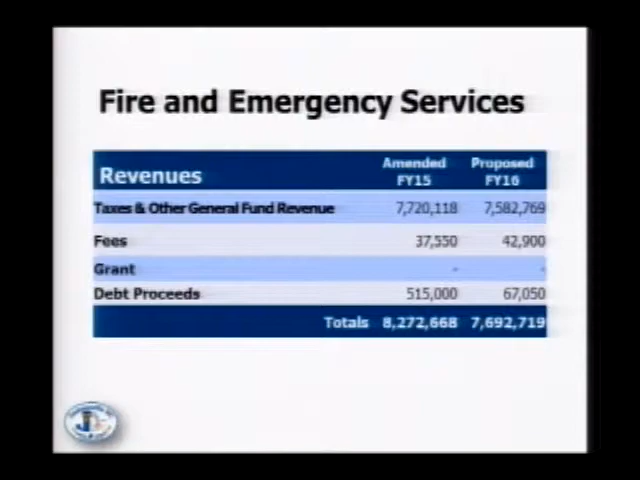 Fire and Emergency Services
Revenues Amended FY15 Proposed FY16
Taxes & Other General Fund Revenue 7,720,118 7,582,769
Fees 37,550 42,900
Grant - -
Debt Proceeds 515,000 67,050
Totals 8,272,668 7,692,719